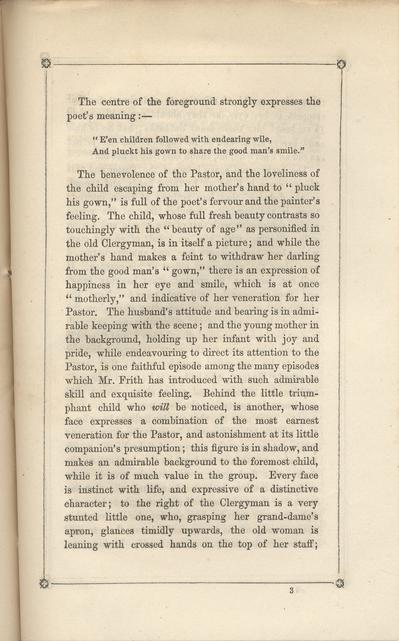 The centre of the foreground strongly expresses the
poet's meaning :—
" E'en children followed with endearing wile,
And pluckt his gown to share the good man's smile."
The benevolence of the Pastor, and the loveliness of
the child escaping from her mother's hand to " pluck
his gown," is full of the poet's fervour and the painter's
feeling. The child, whose full fresh beauty contrasts so
touchingly with the " beauty of age" as personified in
the old Clergyman, is in itself a picture; and while the
mother's hand makes a feint to withdraw her darling
from the good man's " gown," there is an expression of
happiness in her eye and smile, which is at once
" motherly," and indicative of her veneration for her
Pastor. The husband's attitude and bearing is in admi-
rable keeping with the scene; and the young mother in
the background, holding up her infant with joy and
pride, while endeavouring to direct its attention to the
Pastor, is one faithful episode among the many episodes
which Mr. Frith has introduced with such admirable
skill and exquisite feeling. Behind the little trium-
phant child who will be noticed, is another, whose
face expresses a combination of the most earnest
veneration for the Pastor, and astonishment at its little
companion's presumption; this figure is in shadow, and
makes an admirable background to the foremost child,
while it is of much value in the group. Every face
is instinct with life, and expressive of a distinctive
character; to the right of the Clergyman is a very
stunted little one, who, grasping her grand-dame's
apron, glances timidly upwards, the old woman is
leaning with crossed hands on the top of her staff;
3